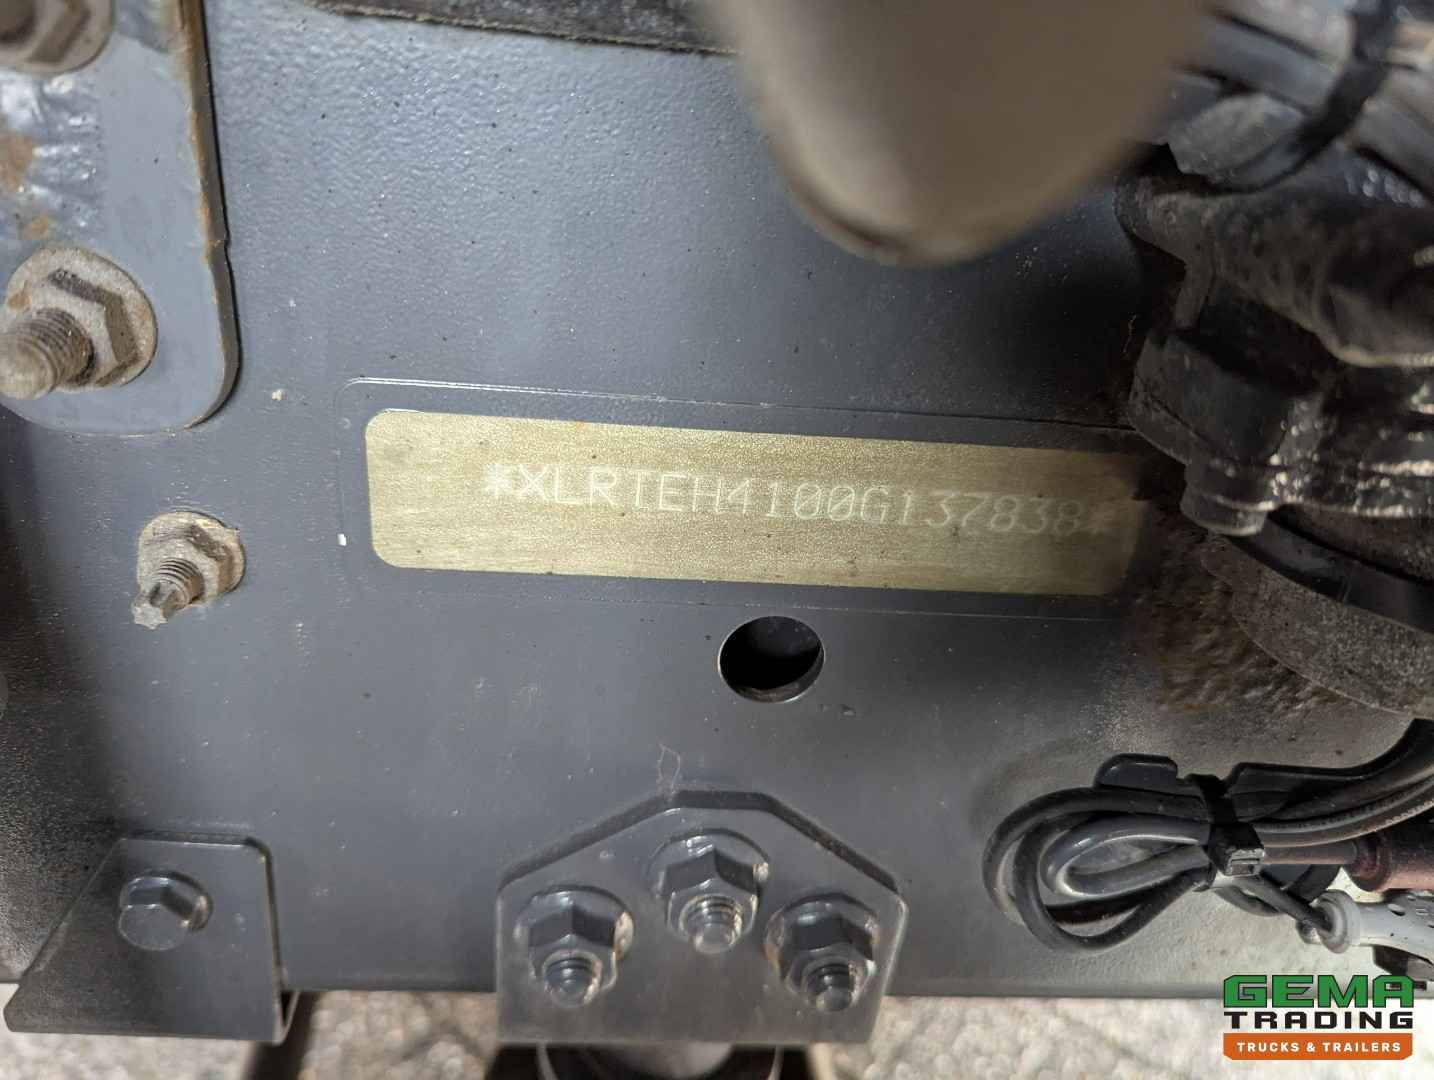 *XLRTEH4100G137838*
GEMA
TRADING
TRUCKS & TRAILERS